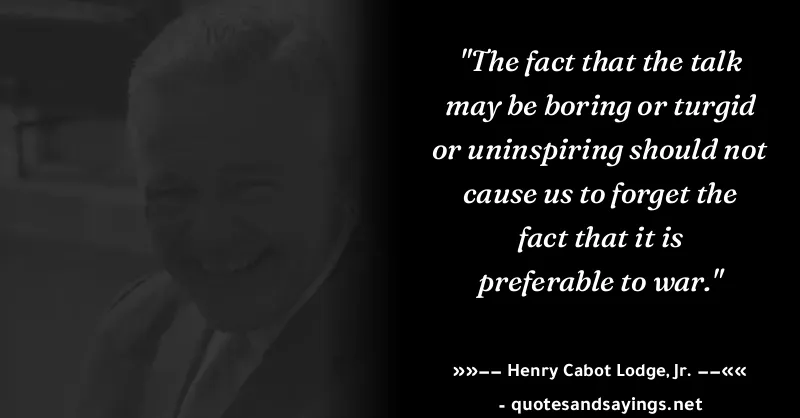 "The fact that the talk
may be boring or turgid
or uninspiring should not
cause us to forget the
fact that it is
preferable to war."
»»–– Henry Cabot Lodge, Jr. ––««
- quotesandsayings.net